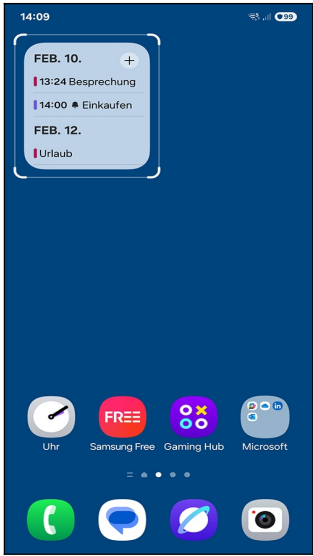 14:09
99
FEB. 10.
13:24 Besprechung
14:00 Einkaufen
FEB. 12.
Urlaub
FREE
Uhr Samsung Free Gaming Hub Microsoft